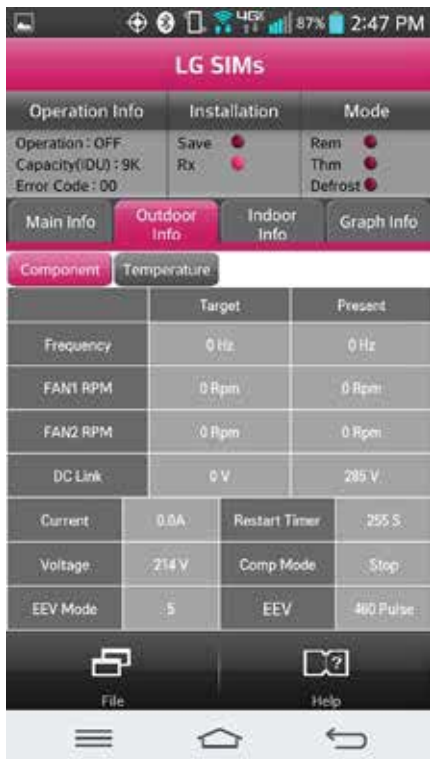 4G 87% 2:47 PM
LG SIMs
Operation Info Installation Mode
Operation : OFF Save Rem
Capacity(IDU) : 9K Rx Thm
Error Code : 00 Defrost
Main Info Outdoor Info Indoor Info Graph Info
Component Temperature
Target Present
Frequency 0 Hz 0 Hz
FAN1 RPM 0 Rpm 0 Rpm
FAN2 RPM 0 Rpm 0 Rpm
DC Link 0 V 285 V
Current 0.0A Restart Timer 255 S
Voltage 214 V Comp Mode Stop
EEV Mode 5 EEV 460 Pulse
File Help